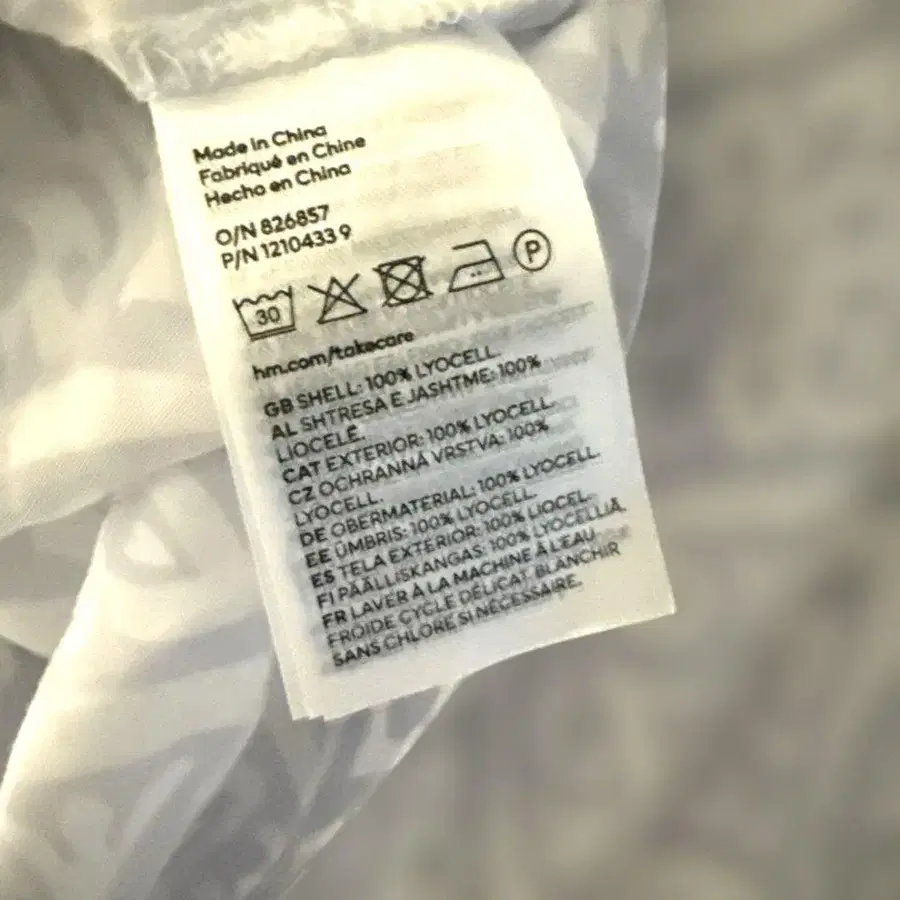 Made in China
Fabriqué en Chine
Hecho en China
O/N 826857
P/N 1210433 9
30
P
hm.com/takecare
GB SHELL: 100% LYOCELL.
AL SHTRESA E JASHTME: 100%
LIOCELË.
CAT EXTERIOR: 100% LYOCELL.
CZ OCHRANNÁ VRSTVA: 100%
LYOCELL.
DE OBERMATERIAL: 100% LYOCELL.
EE ÜMBRIS: 100% LYOCELL.
ES TELA EXTERIOR: 100% LIOCEL.
FI PÄÄLLISKANGAS: 100% LYOCELLIÄ.
FR LAVER À LA MACHINE À L'EAU
FROIDE CYCLE DÉLICAT. BLANCHIR
SANS CHLORE SI NÉCESSAIRE.